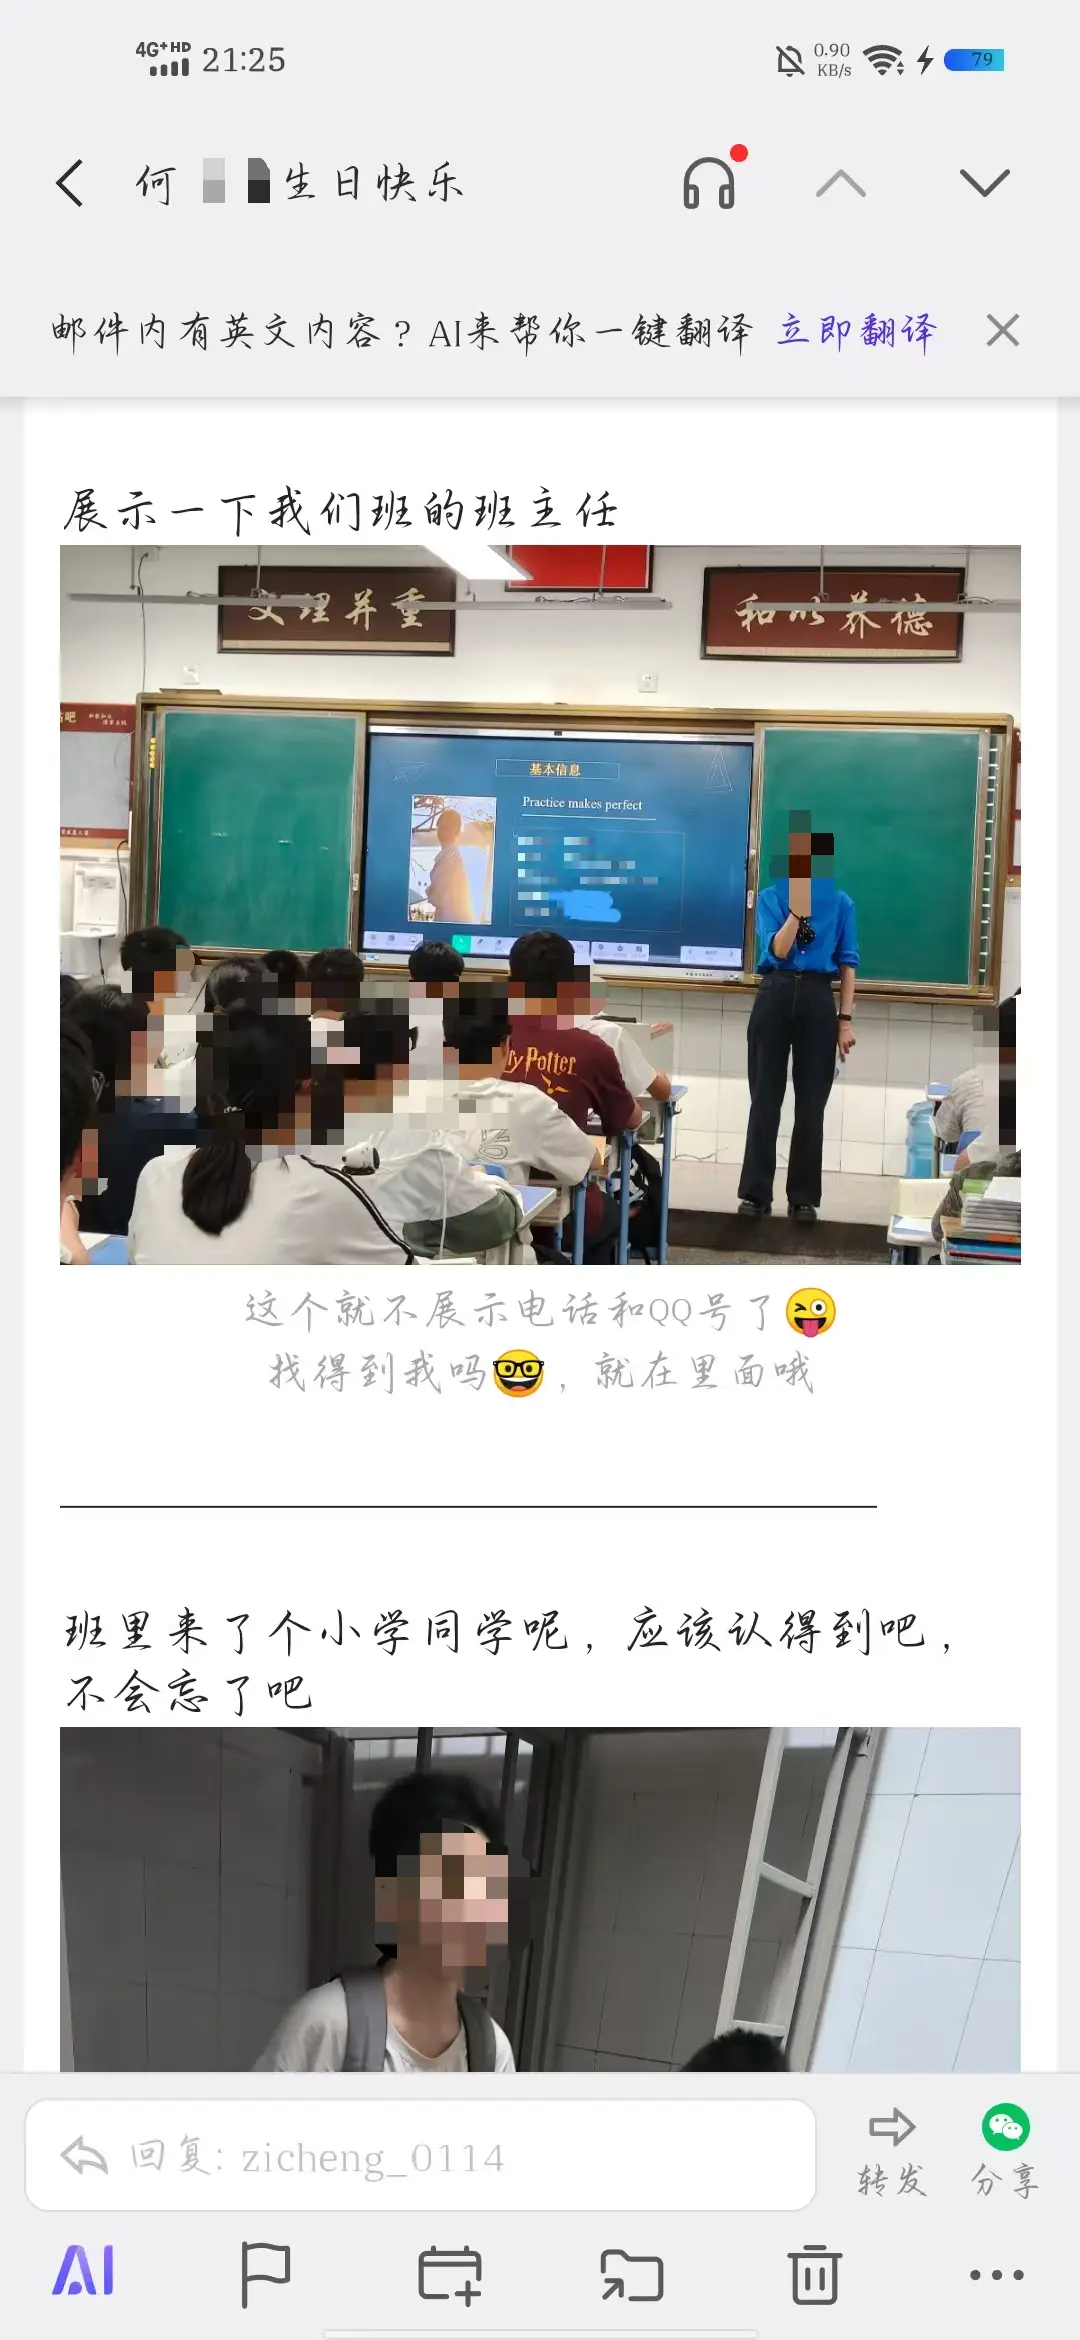 4G+ HD 21:25 0.90 KB/s 79
何 生日快乐
邮件内有英文内容？AI来帮你一键翻译 立即翻译
展示一下我们班的班主任
文理并重
和以养德
基本信息
Practice makes perfect
y Potter
这个就不展示电话和QQ号了😜
找得到我吗🤓，就在里面哦
班里来了个小学同学呢，应该认得到吧，
不会忘了吧
回复: zicheng_0114
转发
分享
AI